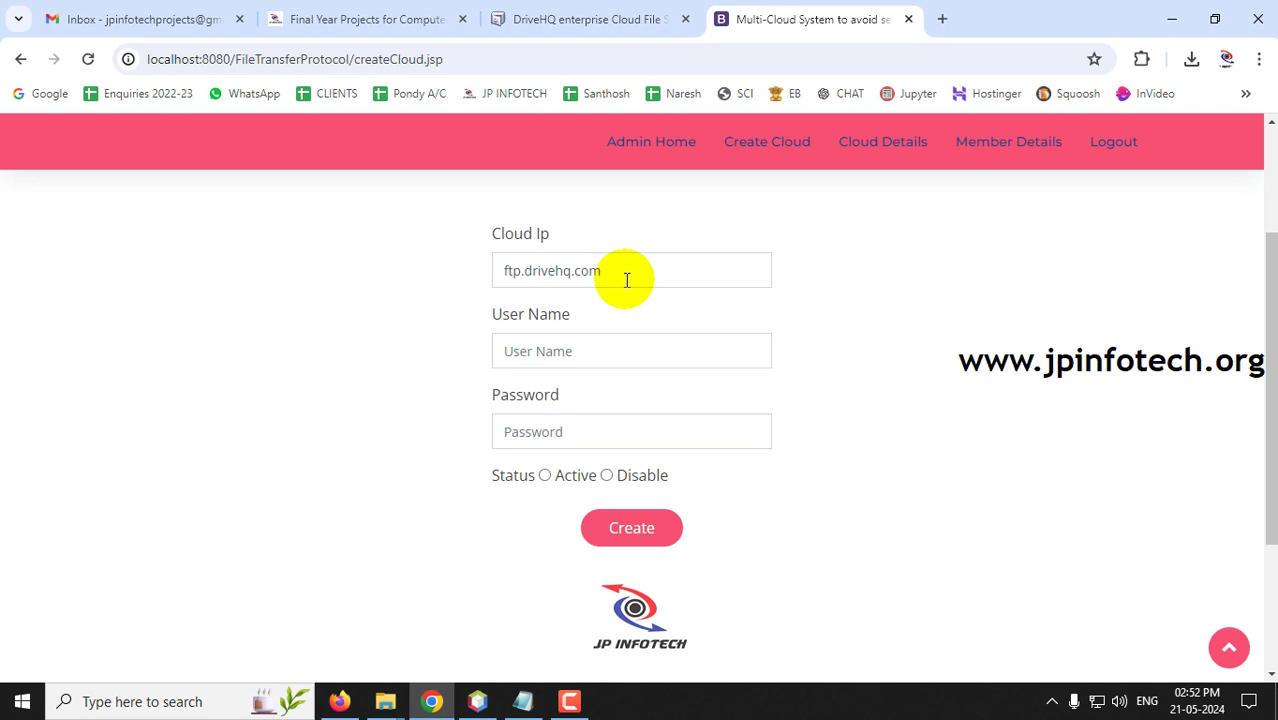 Inbox - jpinfotechprojects@gm
Final Year Projects for Compute
DriveHQ enterprise Cloud File S
Multi-Cloud System to avoid se
localhost:8080/FileTransferProtocol/createCloud.jsp
Google
Enquiries 2022-23
WhatsApp
CLIENTS
Pondy A/C
JP INFOTECH
Santhosh
Naresh
SCI
EB
CHAT
Jupyter
Hostinger
Squoosh
InVideo
Admin Home
Create Cloud
Cloud Details
Member Details
Logout
Cloud Ip
ftp.drivehq.com
User Name
User Name
www.jpinfotech.org
Password
Password
Status Active Disable
Create
JP INFOTECH
Type here to search
ENG
02:52 PM
21-05-2024